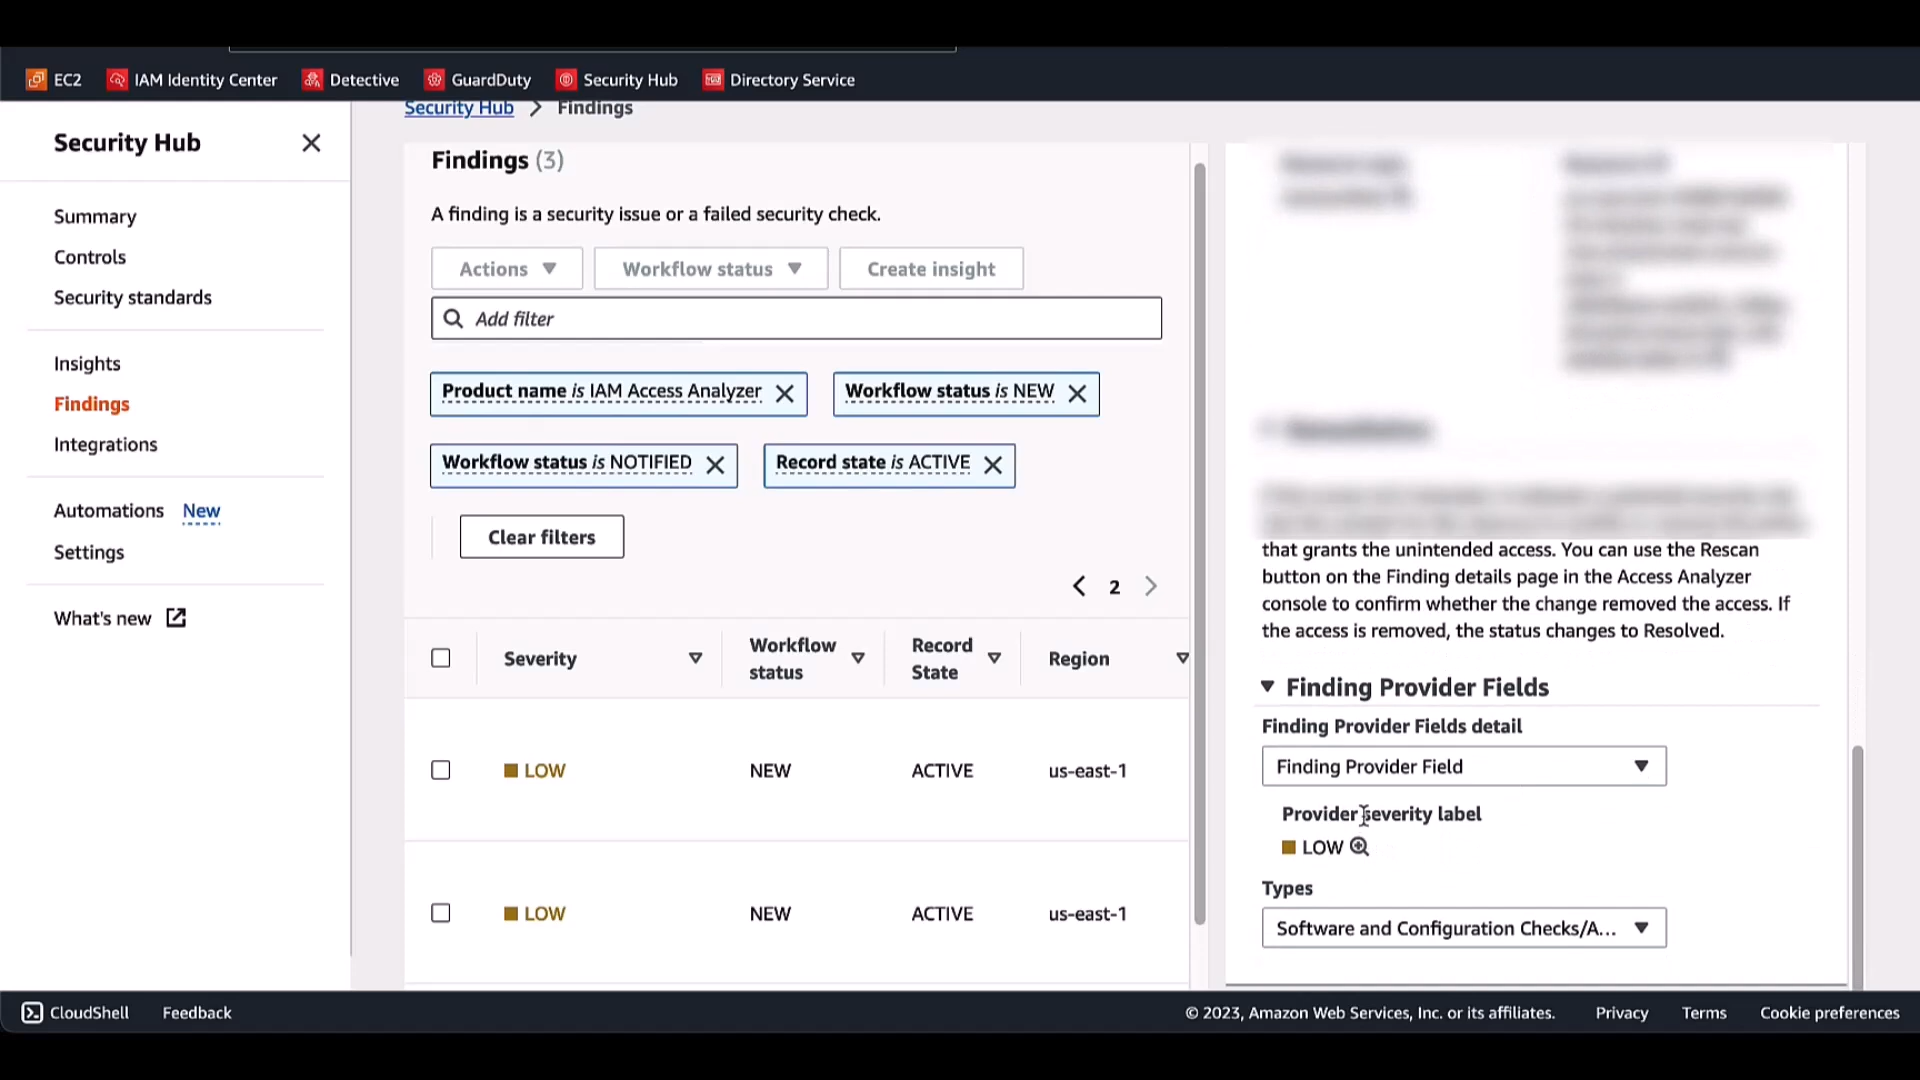 EC2 IAM Identity Center Detective GuardDuty Security Hub Directory Service
Security Hub
Summary
Controls
Security standards
Insights
Findings
Integrations
Automations New
Settings
What's new
Security Hub > Findings
Findings (3)
A finding is a security issue or a failed security check.
Actions Workflow status Create insight
Add filter
Product name is IAM Access Analyzer Workflow status is NEW
Workflow status is NOTIFIED Record state is ACTIVE
Clear filters
2
Severity Workflow status Record State Region
LOW NEW ACTIVE us-east-1
LOW NEW ACTIVE us-east-1
that grants the unintended access. You can use the Rescan
button on the Finding details page in the Access Analyzer
console to confirm whether the change removed the access. If
the access is removed, the status changes to Resolved.
Finding Provider Fields
Finding Provider Fields detail
Finding Provider Field
Provider severity label
LOW
Types
Software and Configuration Checks/A...
CloudShell Feedback © 2023, Amazon Web Services, Inc. or its affiliates. Privacy Terms Cookie preferences